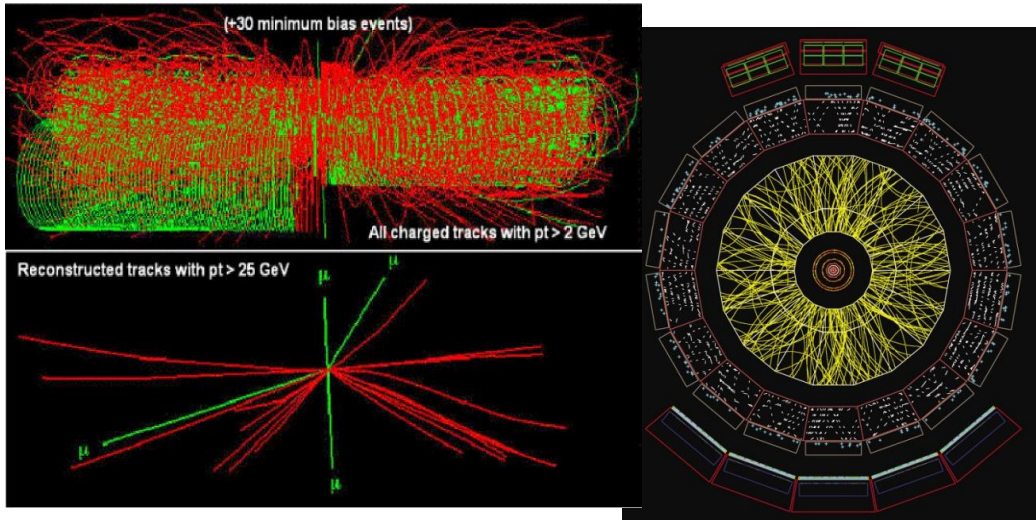 (+30 minimum bias events)
All charged tracks with pt > 2 GeV
Reconstructed tracks with pt > 25 GeV
μ
μ
μ
μ